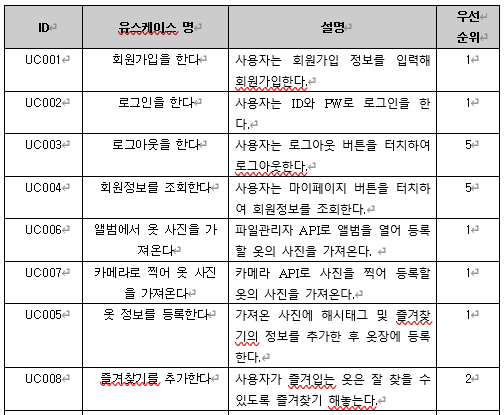 ID 유스케이스 명 설명 우선
순위
UC001 회원가입을 한다 사용자는 회원가입 정보를 입력해
회원가입한다.
1
UC002 로그인을 한다 사용자는 ID와 PW로 로그인을 한
다.
1
UC003 로그아웃을 한다 사용자는 로그아웃 버튼을 터치하여
로그아웃한다.
5
UC004 회원정보를 조회한다 사용자는 마이페이지 버튼을 터치하
여 회원정보를 조회한다.
5
UC006 앨범에서 옷 사진을 가
져온다
파일관리자 API로 앨범을 열어 등록
할 옷의 사진을 가져온다.
1
UC007 카메라로 찍어 옷 사진
을 가져온다
카메라 API로 사진을 찍어 등록할
옷의 사진을 가져온다.
1
UC005 옷 정보를 등록한다 가져온 사진에 해시태그 및 즐겨찾
기의 정보를 추가한 후 옷장에 등록
한다.
1
UC008 즐겨찾기를 추가한다 사용자가 즐겨입는 옷은 잘 찾을 수
있도록 즐겨찾기 해놓는다.
2